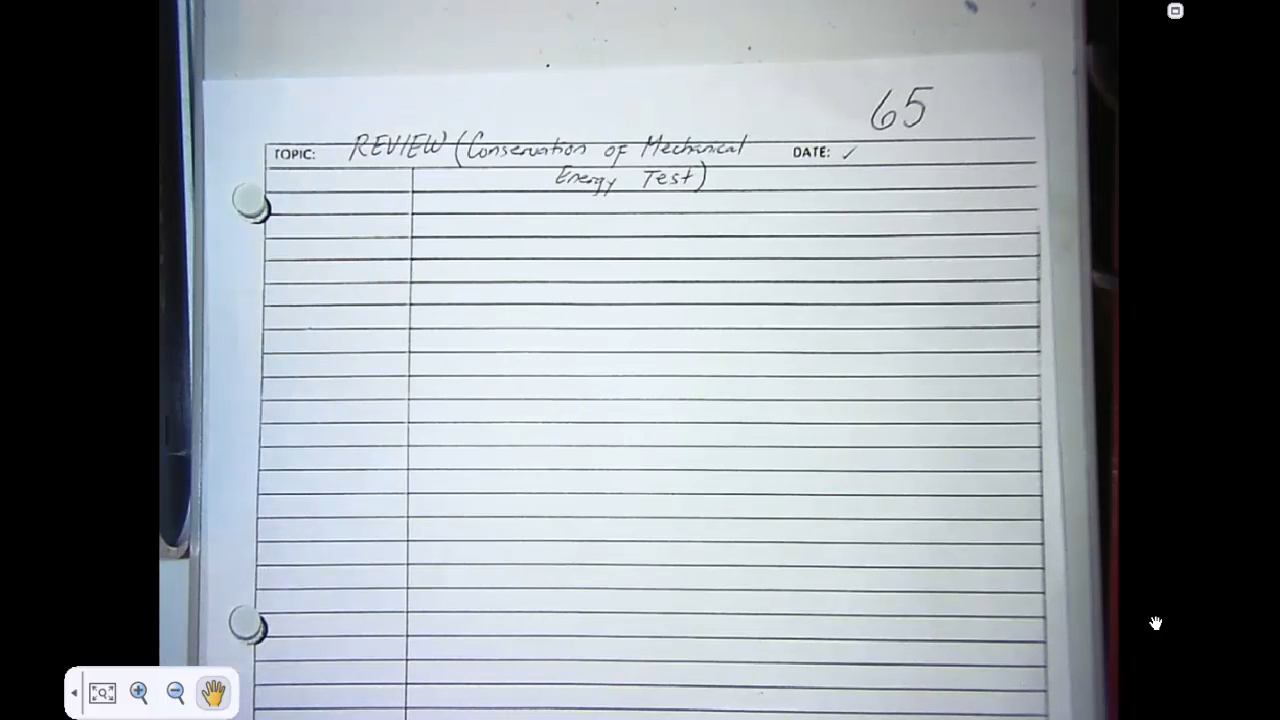 65
TOPIC: REVIEW (Conservation of Mechanical DATE: ✓
Energy Test)